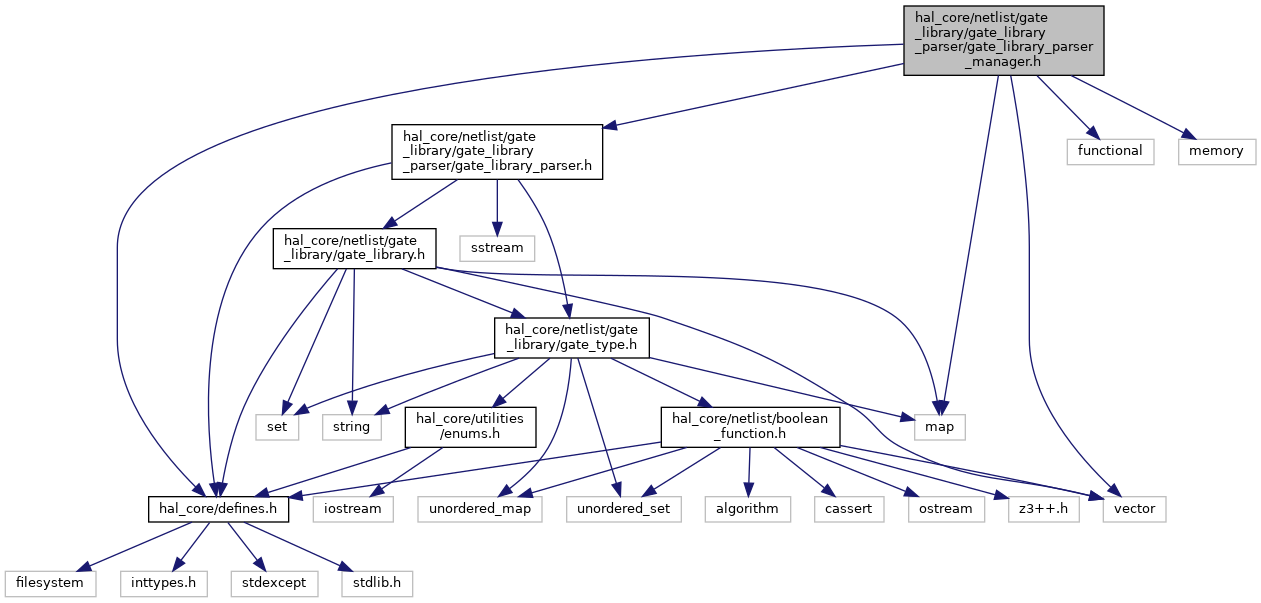 hal_core/netlist/gate
_library/gate_library
_parser/gate_library_parser
_manager.h
hal_core/netlist/gate
_library/gate_library
_parser/gate_library_parser.h
functional
memory
hal_core/netlist/gate
_library/gate_library.h
sstream
hal_core/netlist/gate
_library/gate_type.h
set
string
hal_core/utilities
/enums.h
hal_core/netlist/boolean
_function.h
map
hal_core/defines.h
iostream
unordered_map
unordered_set
algorithm
cassert
ostream
z3++.h
vector
filesystem
inttypes.h
stdexcept
stdlib.h